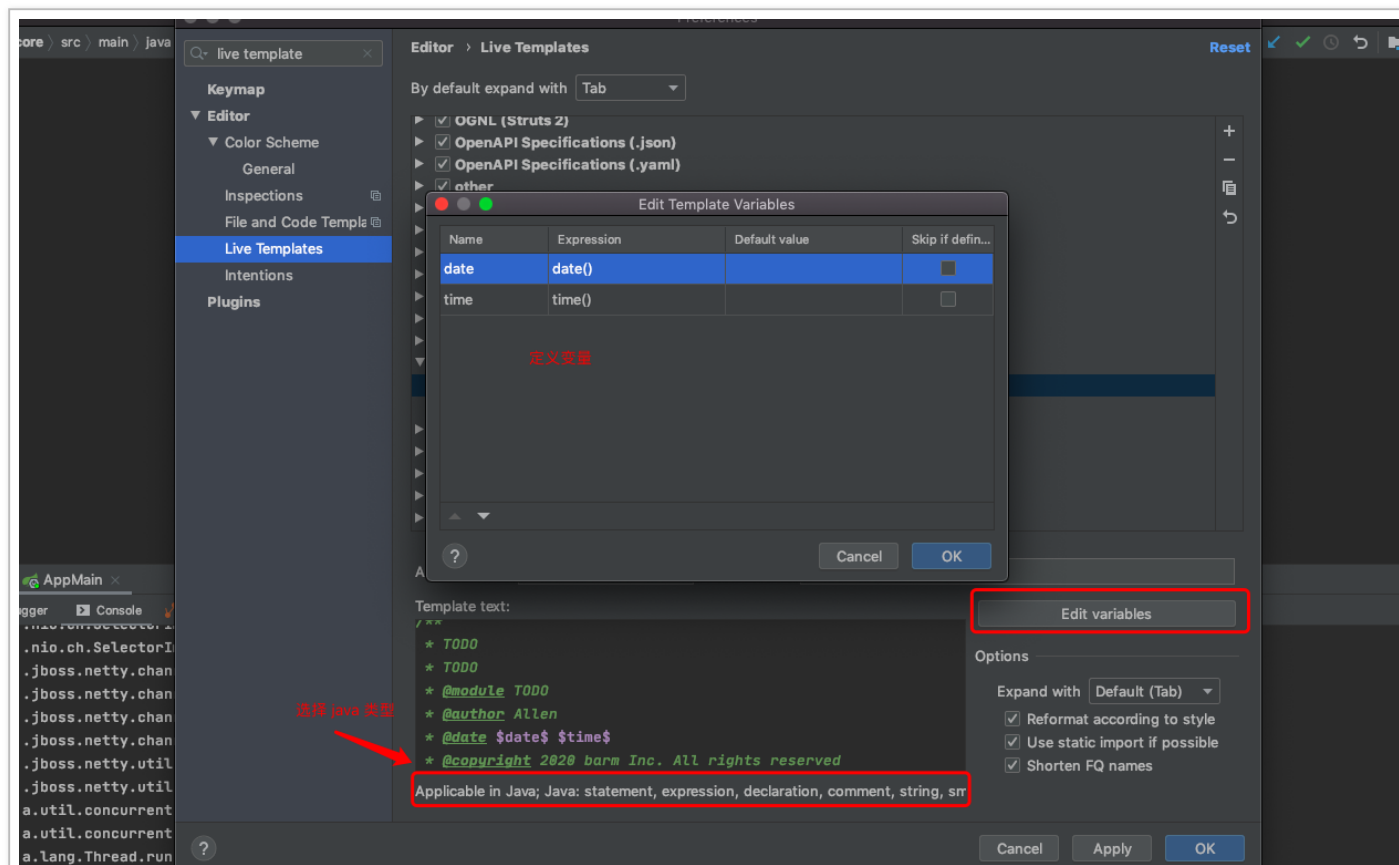 Preferences
core 〉 src 〉 main 〉 java
live template
Editor › Live Templates
Reset
By default expand with Tab
Keymap
Editor
Color Scheme
General
Inspections
File and Code Templa
Live Templates
Intentions
Plugins
OGNL (Struts 2)
OpenAPI Specifications (.json)
OpenAPI Specifications (.yaml)
other
Edit Template Variables
Name Expression Default value Skip if defin...
date date()
time time()
定义变量
? Cancel OK
AppMain
Console
Template text:
Edit variables
/**
* TODO
* TODO
* @module TODO
* @author Allen
* @date $date$ $time$
* @copyright 2020 barm Inc. All rights reserved
选择 java 类型
Applicable in Java; Java: statement, expression, declaration, comment, string, sm
Options
Expand with Default (Tab)
Reformat according to style
Use static import if possible
Shorten FQ names
.nio.ch.SelectorI
.jboss.netty.chan
.jboss.netty.chan
.jboss.netty.chan
.jboss.netty.chan
.jboss.netty.util
.jboss.netty.util
a.util.concurrent
a.util.concurrent
a.lang.Thread.run
? Cancel Apply OK